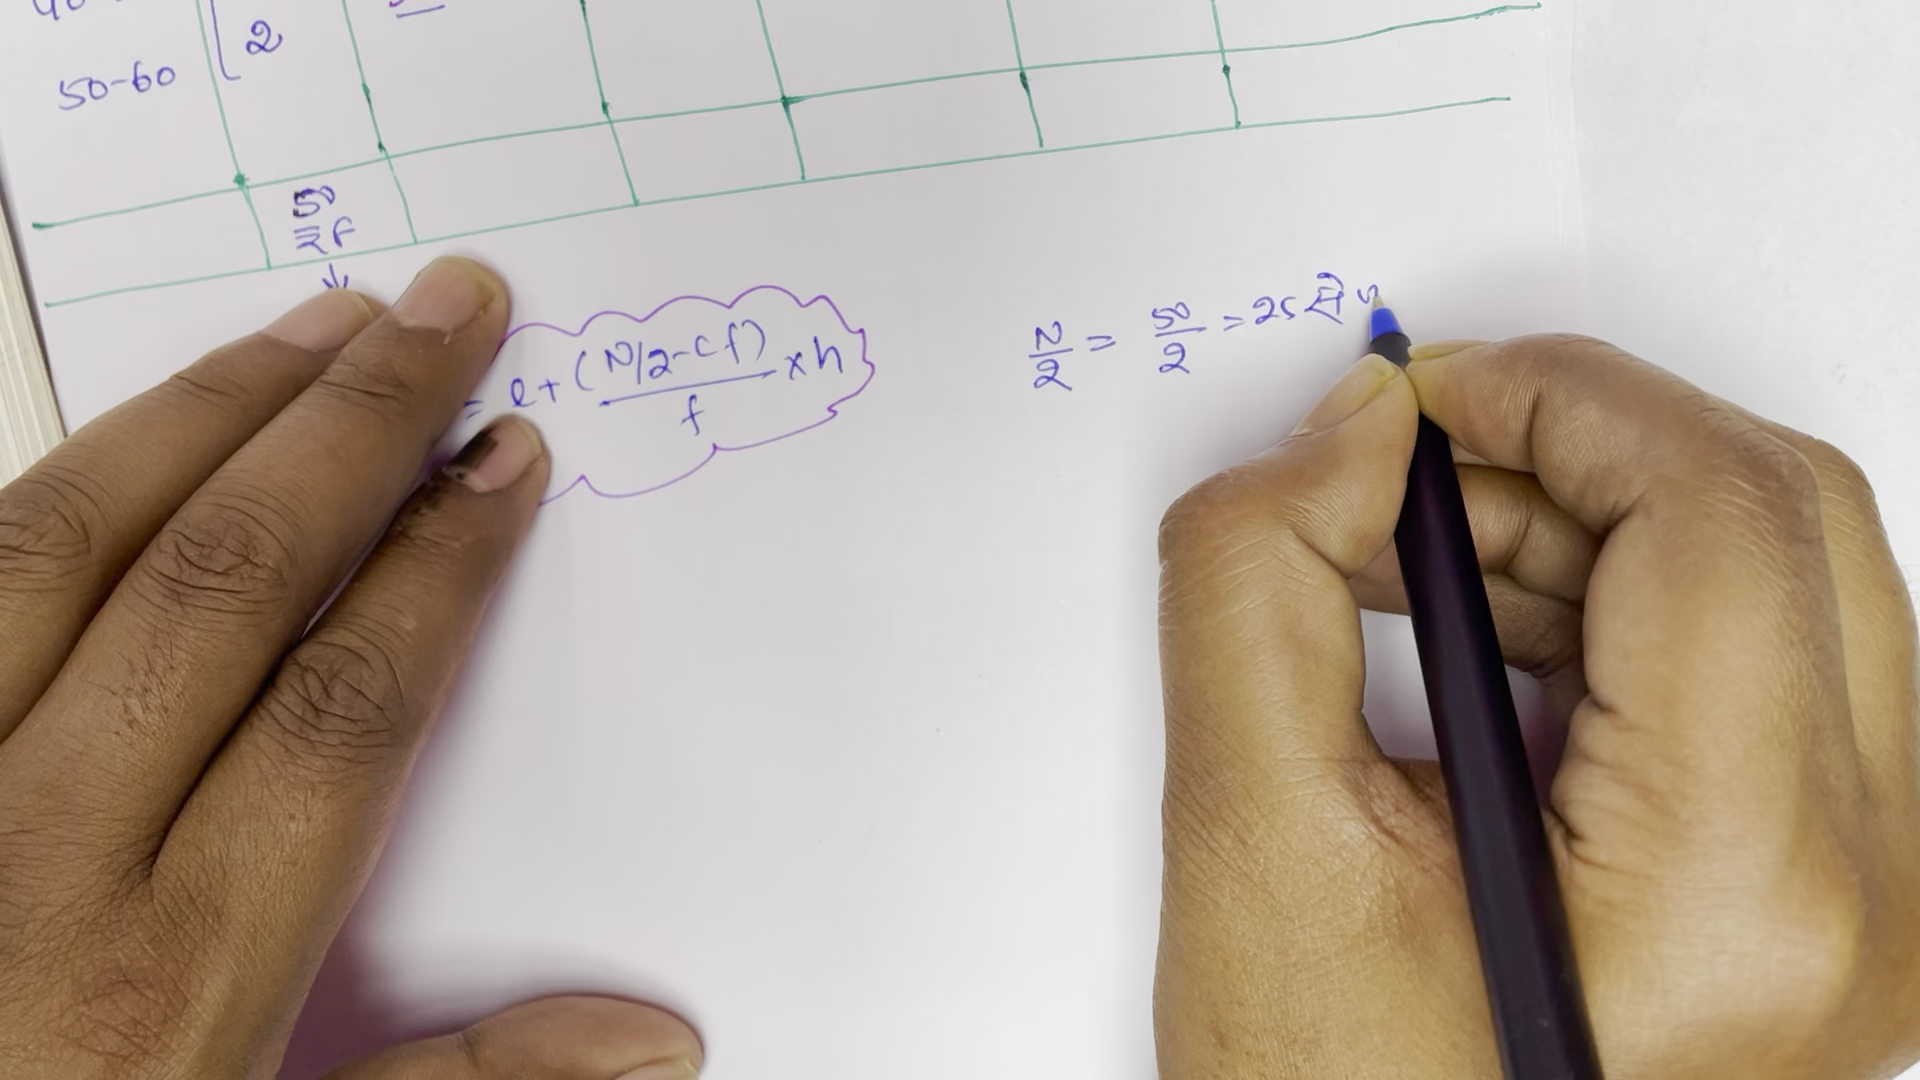 2
50-60
50
Σf
= l + (N/2 - cf)/f × h
N/2 = 50/2 = 25 से